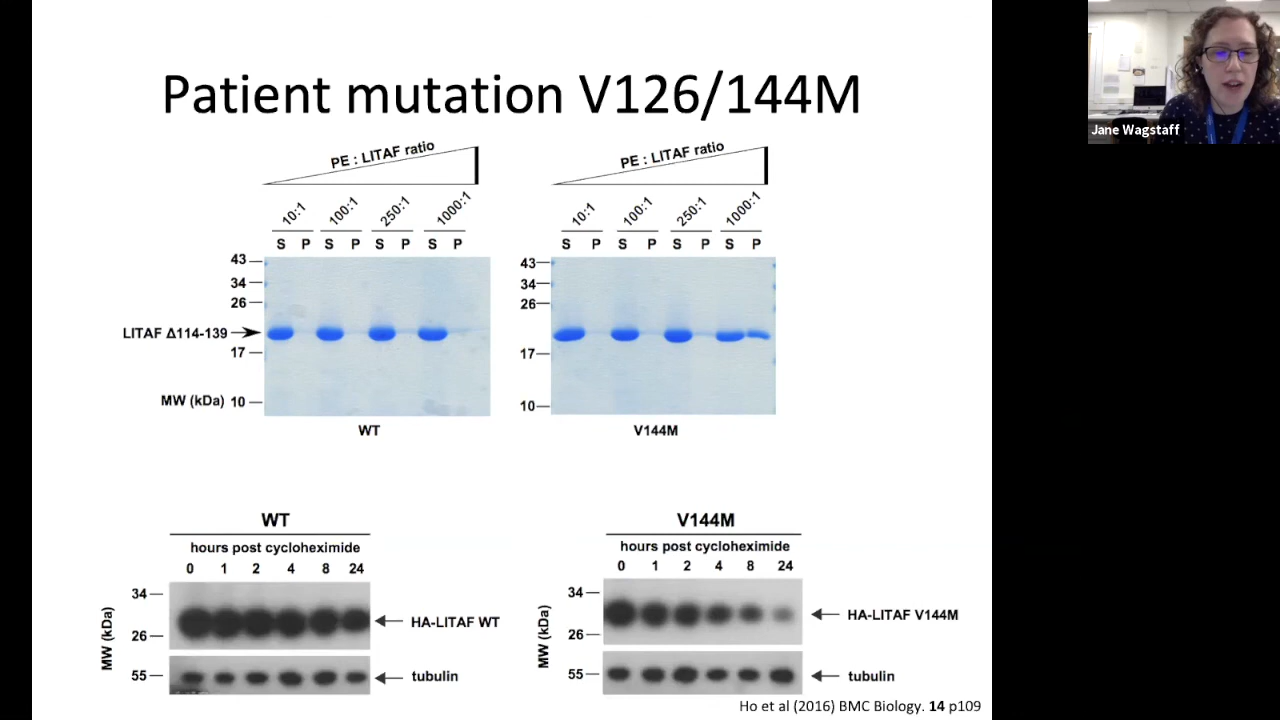 Patient mutation V126/144M
Jane Wagstaff
PE : LITAF ratio
10:1 100:1 250:1 1000:1
S P S P S P S P
43
34
26
LITAF Δ114-139
17
MW (kDa) 10
WT
PE : LITAF ratio
10:1 100:1 250:1 1000:1
S P S P S P S P
43
34
26
17
10
V144M
WT
hours post cycloheximide
0 1 2 4 8 24
MW (kDa)
34
HA-LITAF WT
26
55
tubulin
V144M
hours post cycloheximide
0 1 2 4 8 24
MW (kDa)
34
HA-LITAF V144M
26
55
tubulin
Ho et al (2016) BMC Biology. 14 p109